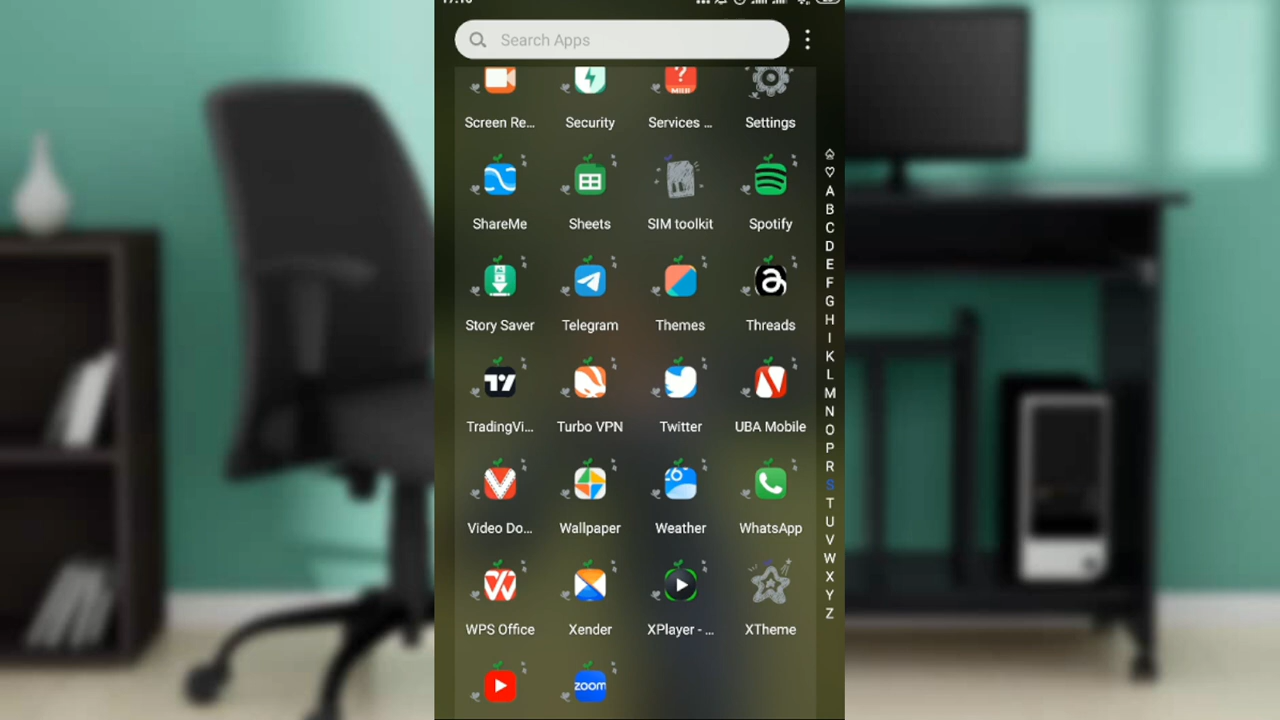 Search Apps
MIUI
Screen Re...
Security
Services ...
Settings
ShareMe
Sheets
SIM toolkit
Spotify
Story Saver
Telegram
Themes
Threads
TradingVi...
Turbo VPN
Twitter
UBA Mobile
Video Do...
Wallpaper
Weather
WhatsApp
WPS Office
Xender
XPlayer - ...
XTheme
zoom
A
B
C
D
E
F
G
H
I
K
L
M
N
O
P
R
S
T
U
V
W
X
Y
Z